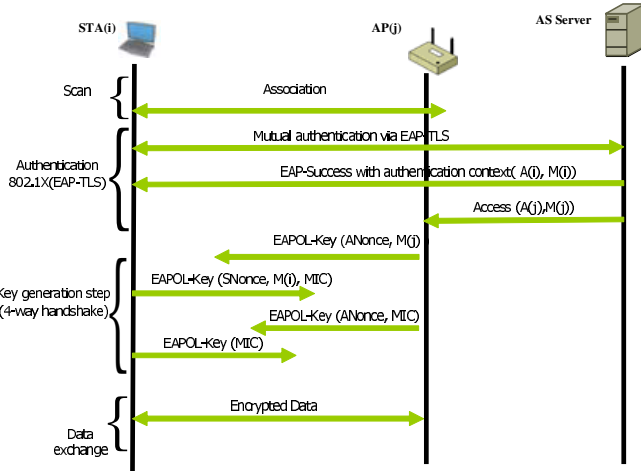 STA(i)
AP(j)
AS Server
Scan
Association
Authentication
802.1X(EAP-TLS)
Mutual authentication via EAP-TLS
EAP-Success with authentication context( A(i), M(i))
Access (A(j),M(j))
EAPOL-Key (ANonce, M(j)
Key generation step
(4-way handshake)
EAPOL-Key (SNonce, M(i), MIC)
EAPOL-Key (ANonce, MIC)
EAPOL-Key (MIC)
Encrypted Data
Data
exchange